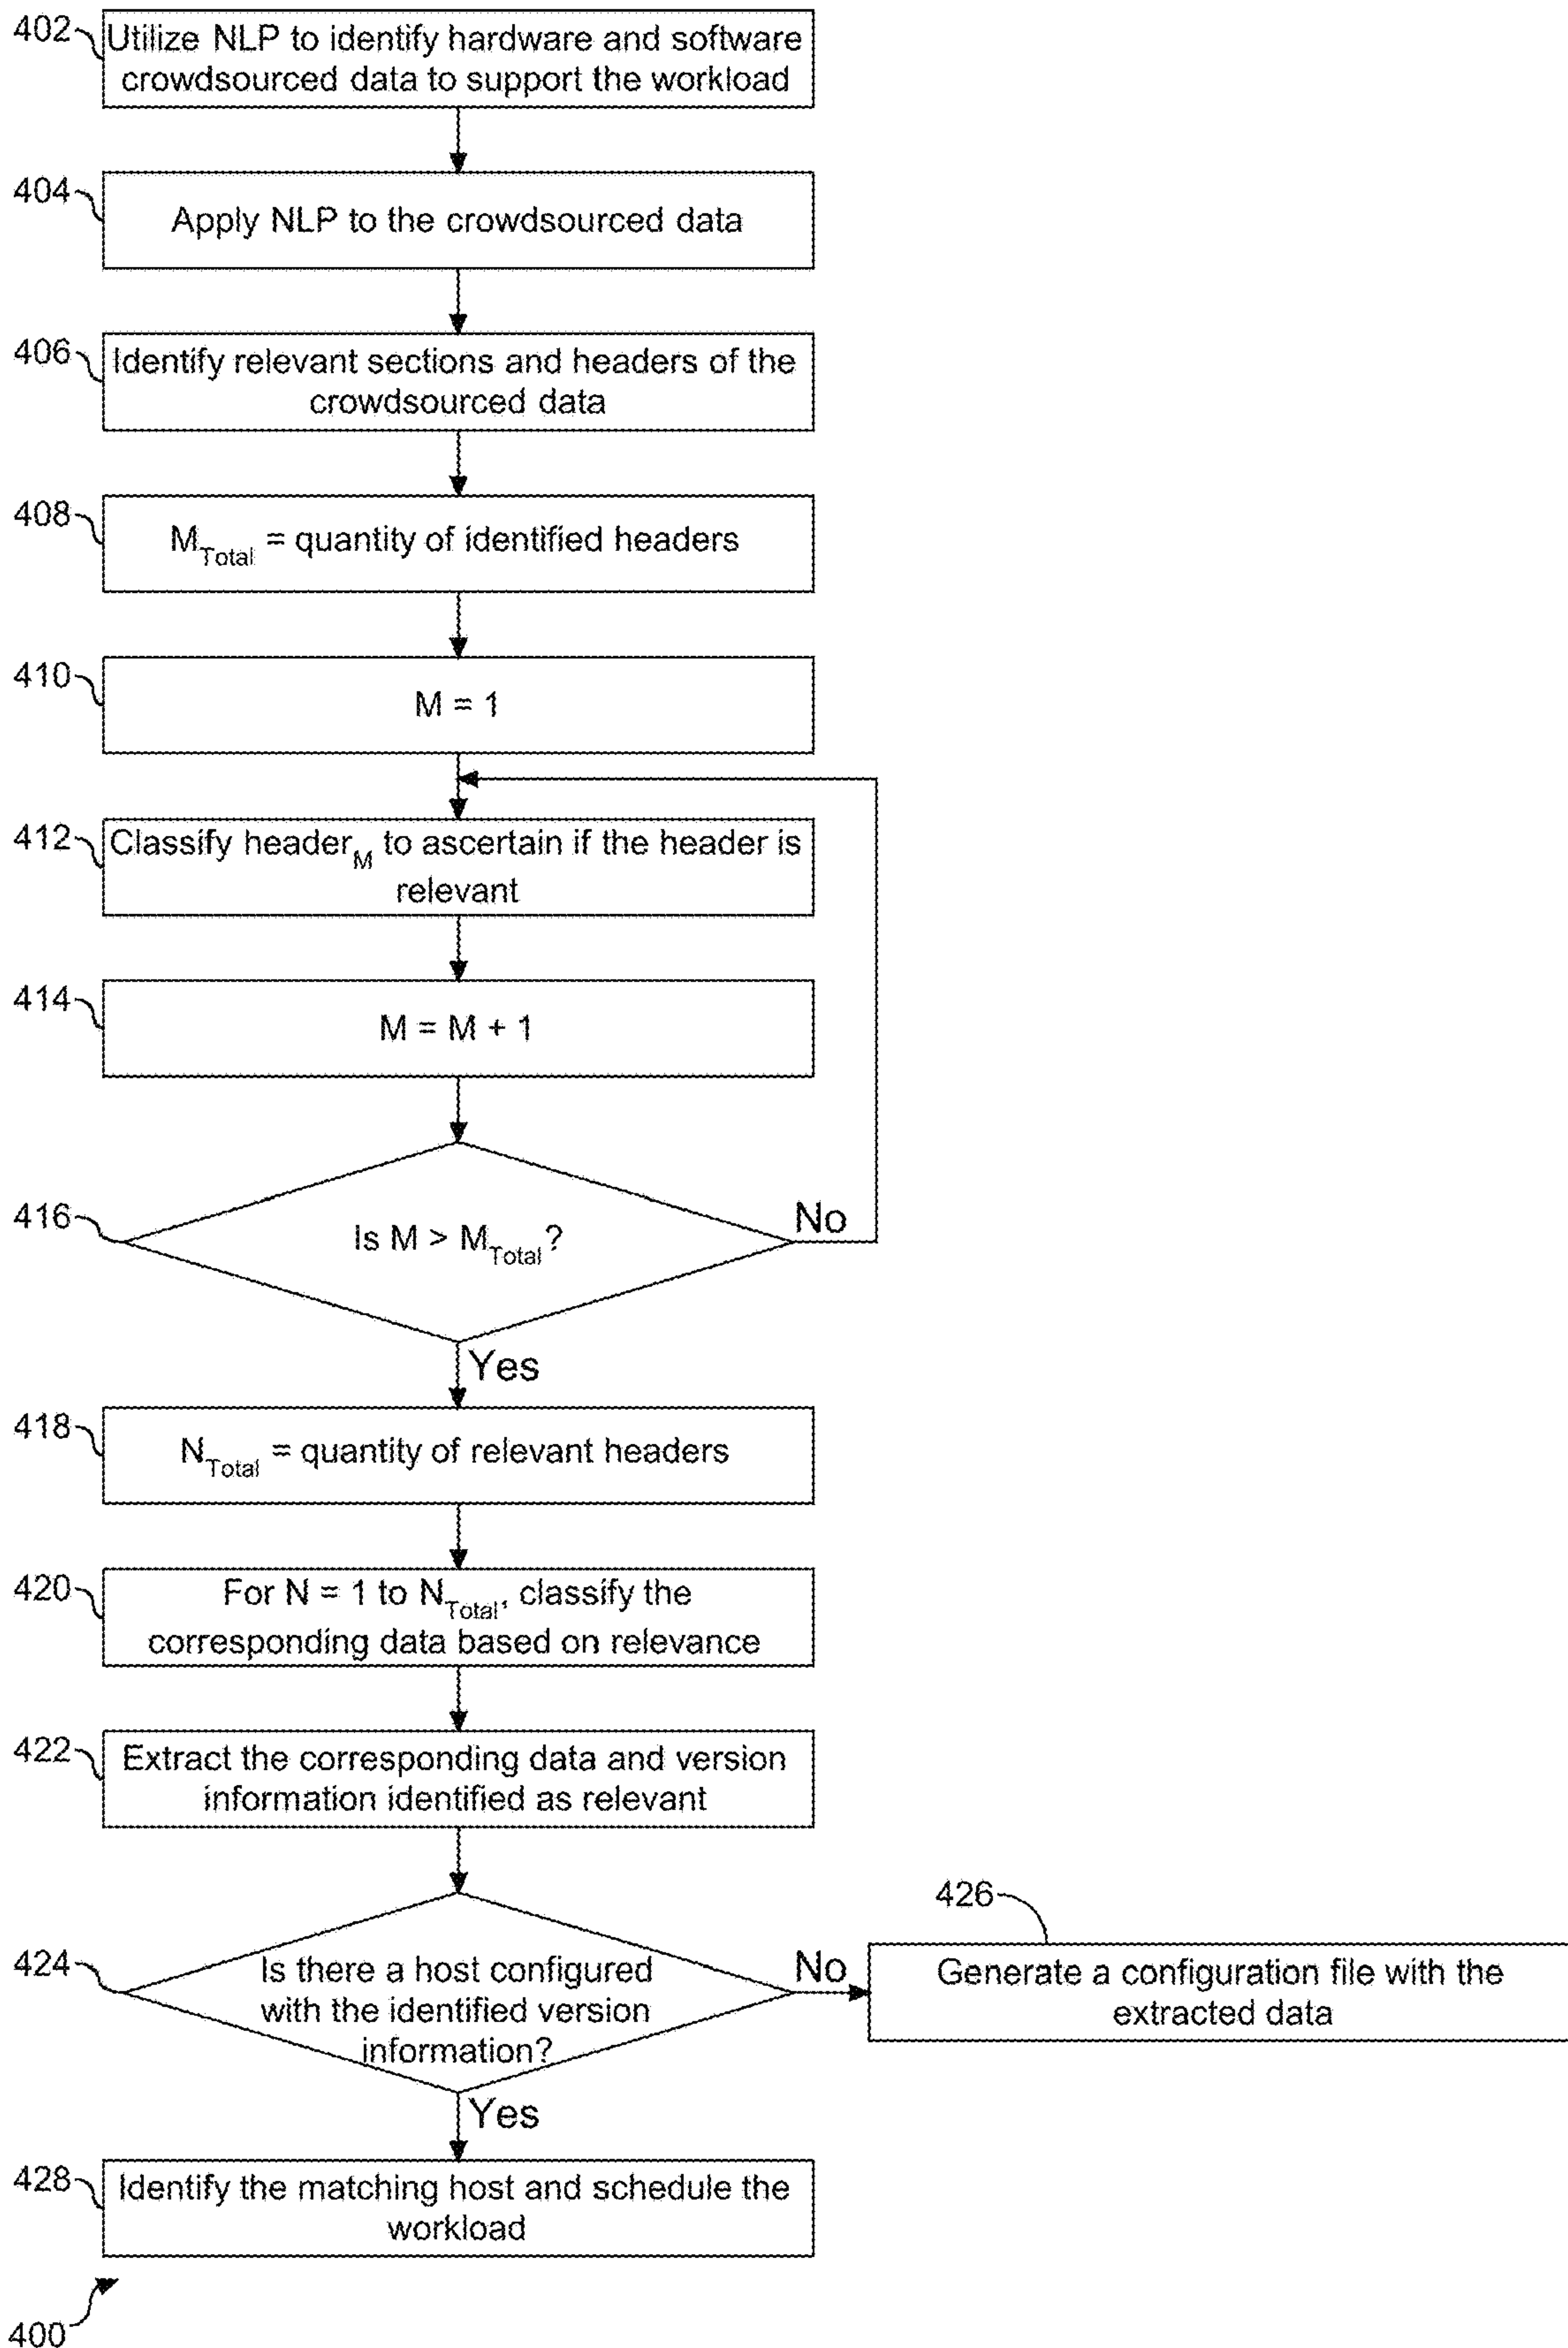 402
Utilize NLP to identify hardware and software
crowdsourced data to support the workload
404
Apply NLP to the crowdsourced data
406
Identify relevant sections and headers of the
crowdsourced data
408
M_Total = quantity of identified headers
410
M = 1
412
Classify header_M to ascertain if the header is
relevant
414
M = M + 1
416
Is M > M_Total?
No
Yes
418
N_Total = quantity of relevant headers
420
For N = 1 to N_Total, classify the
corresponding data based on relevance
422
Extract the corresponding data and version
information identified as relevant
424
Is there a host configured
with the identified version
information?
No
426
Generate a configuration file with the
extracted data
Yes
428
Identify the matching host and schedule the
workload
400